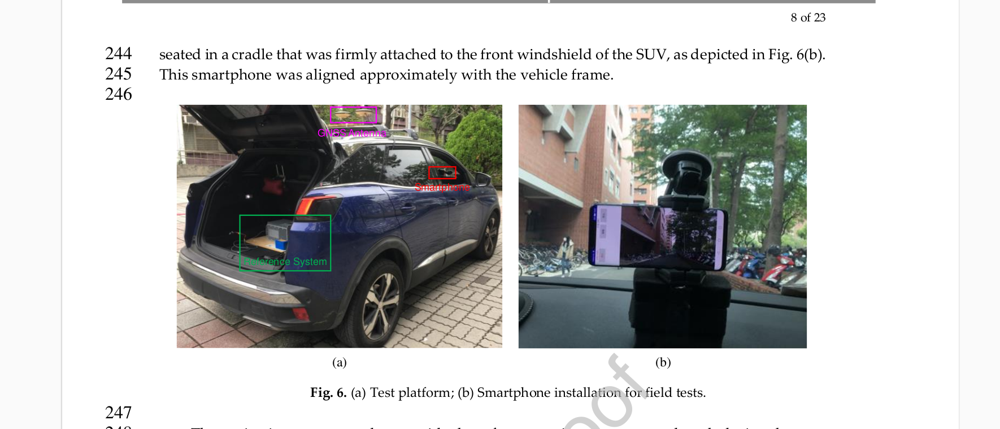 8 of 23
244 seated in a cradle that was firmly attached to the front windshield of the SUV, as depicted in Fig. 6(b).
245 This smartphone was aligned approximately with the vehicle frame.
246
GNSS Antenna
Smartphone
Reference System
(a) (b)
Fig. 6. (a) Test platform; (b) Smartphone installation for field tests.
247